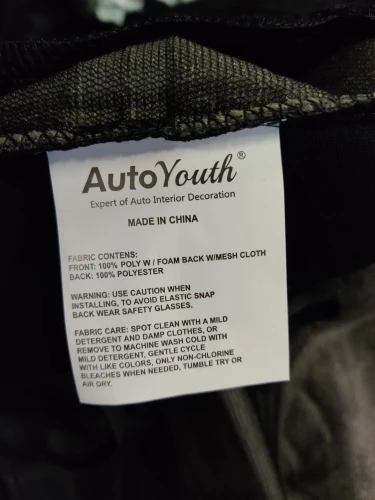 AutoYouth®
Expert of Auto Interior Decoration
MADE IN CHINA
FABRIC CONTENS:
FRONT: 100% POLY W / FOAM BACK W/MESH CLOTH
BACK: 100% POLYESTER
WARNING: USE CAUTION WHEN
INSTALLING, TO AVOID ELASTIC SNAP
BACK WEAR SAFETY GLASSES.
FABRIC CARE: SPOT CLEAN WITH A MILD
DETERGENT AND DAMP CLOTHES, OR
REMOVE TO MACHINE WASH COLD WITH
MILD DETERGENT, GENTLE CYCLE
WITH LIKE COLORS, ONLY NON-CHLORINE
BLEACHES WHEN NEEDED, TUMBLE TRY OR
AIR DRY.